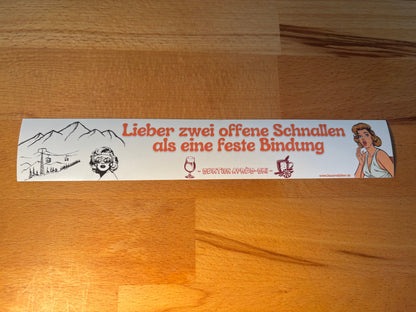 Lieber zwei offene Schnallen
als eine feste Bindung